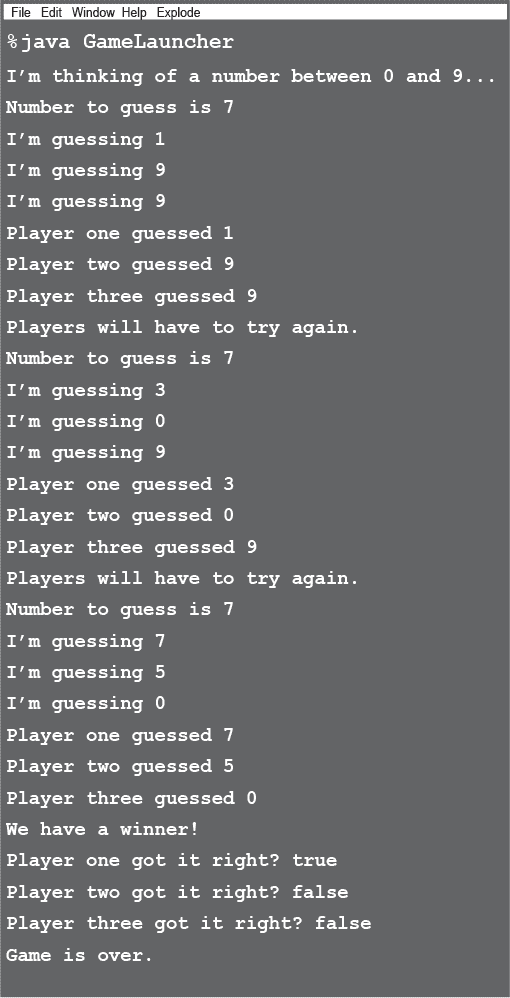 File Edit Window Help Explode
%java GameLauncher
I’m thinking of a number between 0 and 9...
Number to guess is 7
I’m guessing 1
I’m guessing 9
I’m guessing 9
Player one guessed 1
Player two guessed 9
Player three guessed 9
Players will have to try again.
Number to guess is 7
I’m guessing 3
I’m guessing 0
I’m guessing 9
Player one guessed 3
Player two guessed 0
Player three guessed 9
Players will have to try again.
Number to guess is 7
I’m guessing 7
I’m guessing 5
I’m guessing 0
Player one guessed 7
Player two guessed 5
Player three guessed 0
We have a winner!
Player one got it right? true
Player two got it right? false
Player three got it right? false
Game is over.